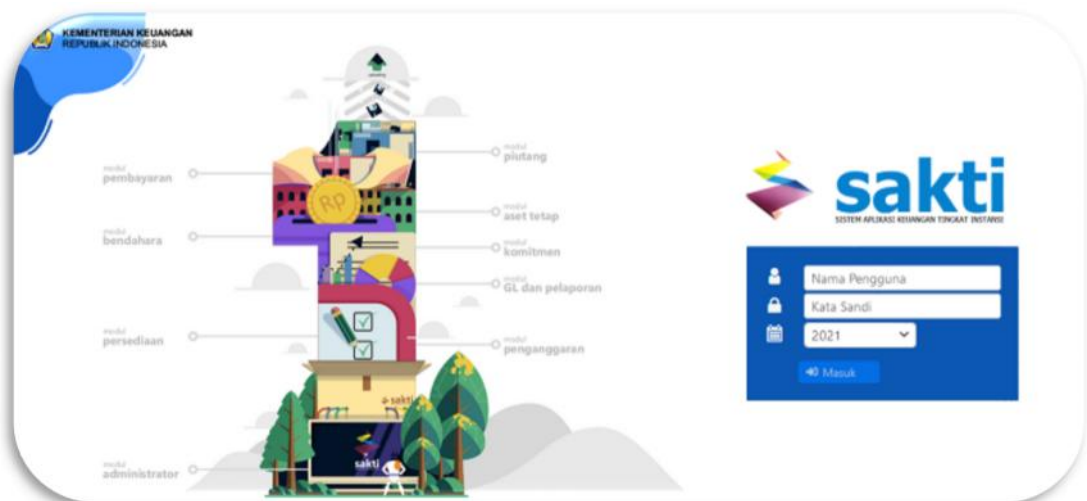 KEMENTERIAN KEUANGAN
REPUBLIK INDONESIA
modul
pembayaran
modul
bendahara
modul
persediaan
modul
administrator
modul
piutang
modul
aset tetap
modul
komitmen
modul
GL dan pelaporan
modul
penganggaran
RP
sakti
sakti
sakti
SISTEM APLIKASI KEUANGAN TINGKAT INSTANSI
Nama Pengguna
Kata Sandi
2021
Masuk